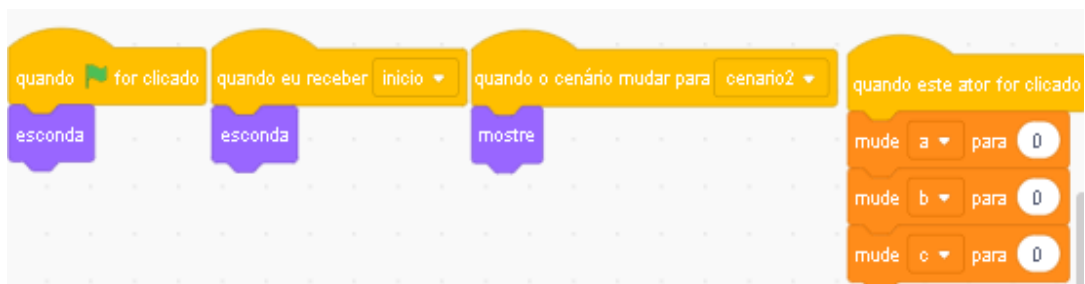 quando for clicado
esconda
quando eu receber inicio
esconda
quando o cenário mudar para cenario2
mostre
quando este ator for clicado
mude a para 0
mude b para 0
mude c para 0